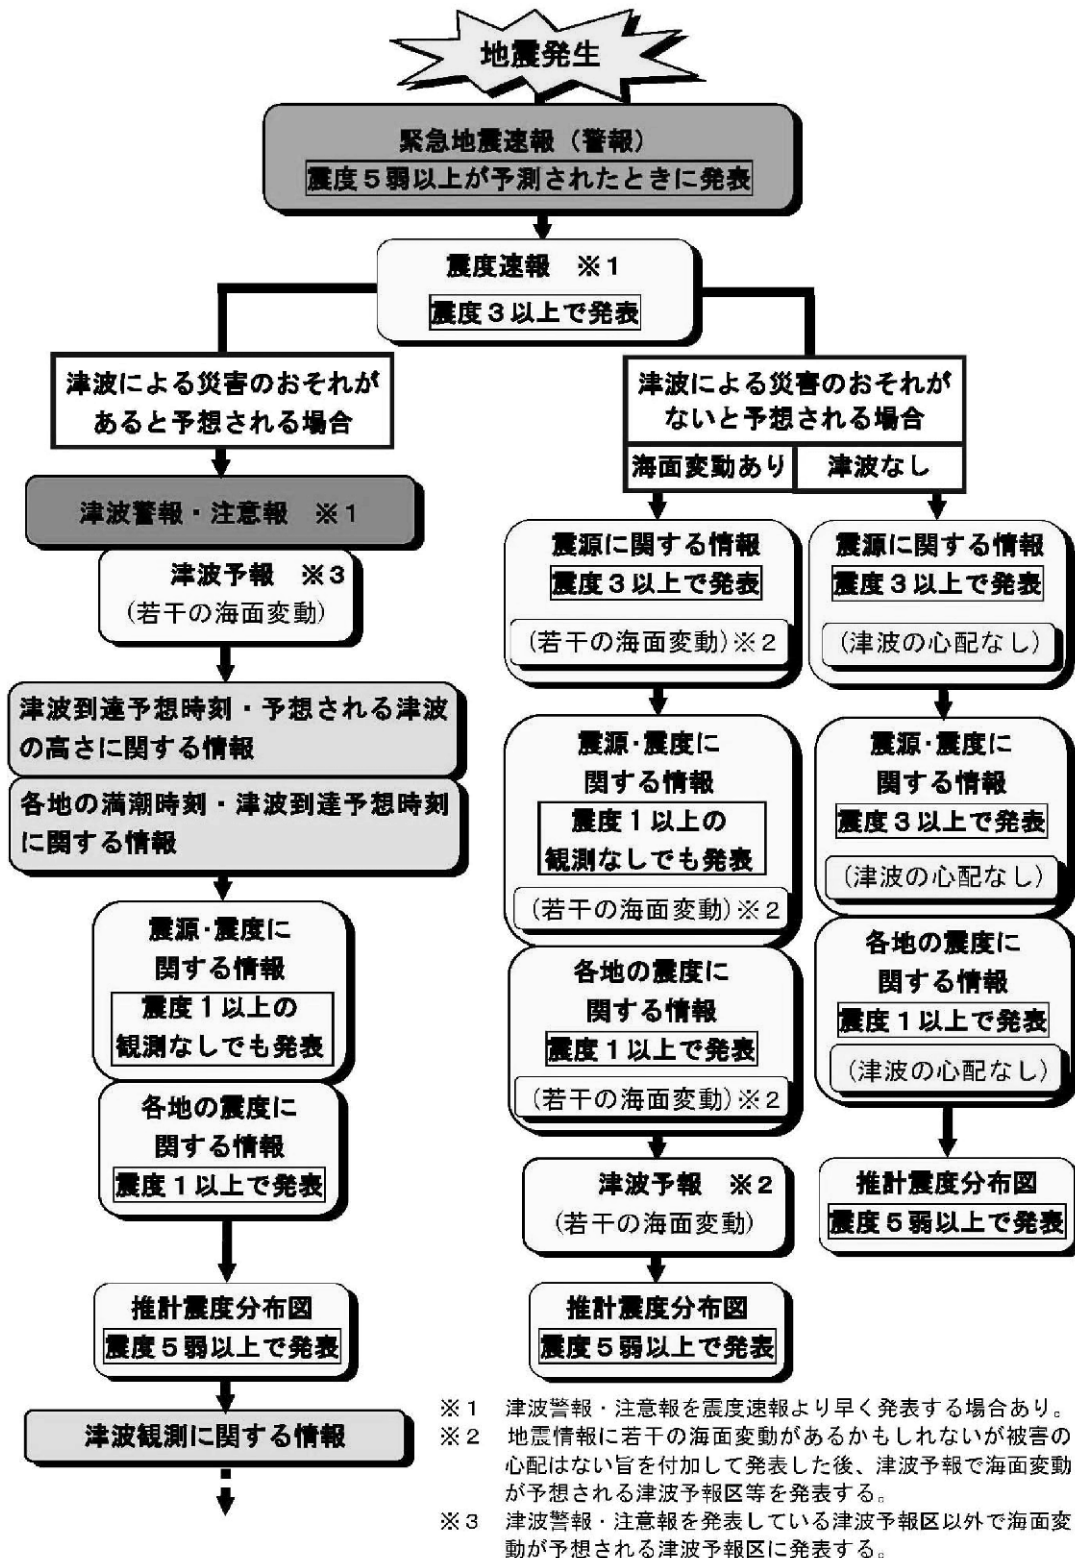 地震発生
緊急地震速報（警報）
震度５弱以上が予測されたときに発表
震度速報　※１
震度３以上で発表
津波による災害のおそれが
あると予想される場合
津波警報・注意報　※１
津波予報　※３
(若干の海面変動)
津波到達予想時刻・予想される津波
の高さに関する情報
各地の満潮時刻・津波到達予想時刻
に関する情報
震源・震度に
関する情報
震度１以上の
観測なしでも発表
各地の震度に
関する情報
震度１以上で発表
推計震度分布図
震度５弱以上で発表
津波観測に関する情報
津波による災害のおそれが
ないと予想される場合
海面変動あり
震源に関する情報
震度３以上で発表
(若干の海面変動)※２
震源・震度に
関する情報
震度１以上の
観測なしでも発表
(若干の海面変動)※２
各地の震度に
関する情報
震度１以上で発表
(若干の海面変動)※２
津波予報　※２
(若干の海面変動)
推計震度分布図
震度５弱以上で発表
津波なし
震源に関する情報
震度３以上で発表
(津波の心配なし)
震源・震度に
関する情報
震度３以上で発表
(津波の心配なし)
各地の震度に
関する情報
震度１以上で発表
(津波の心配なし)
推計震度分布図
震度５弱以上で発表
※１　津波警報・注意報を震度速報より早く発表する場合あり。
※２　地震情報に若干の海面変動があるかもしれないが被害の
心配はない旨を付加して発表した後、津波予報で海面変動
が予想される津波予報区等を発表する。
※３　津波警報・注意報を発表している津波予報区以外で海面変
動が予想される津波予報区に発表する。